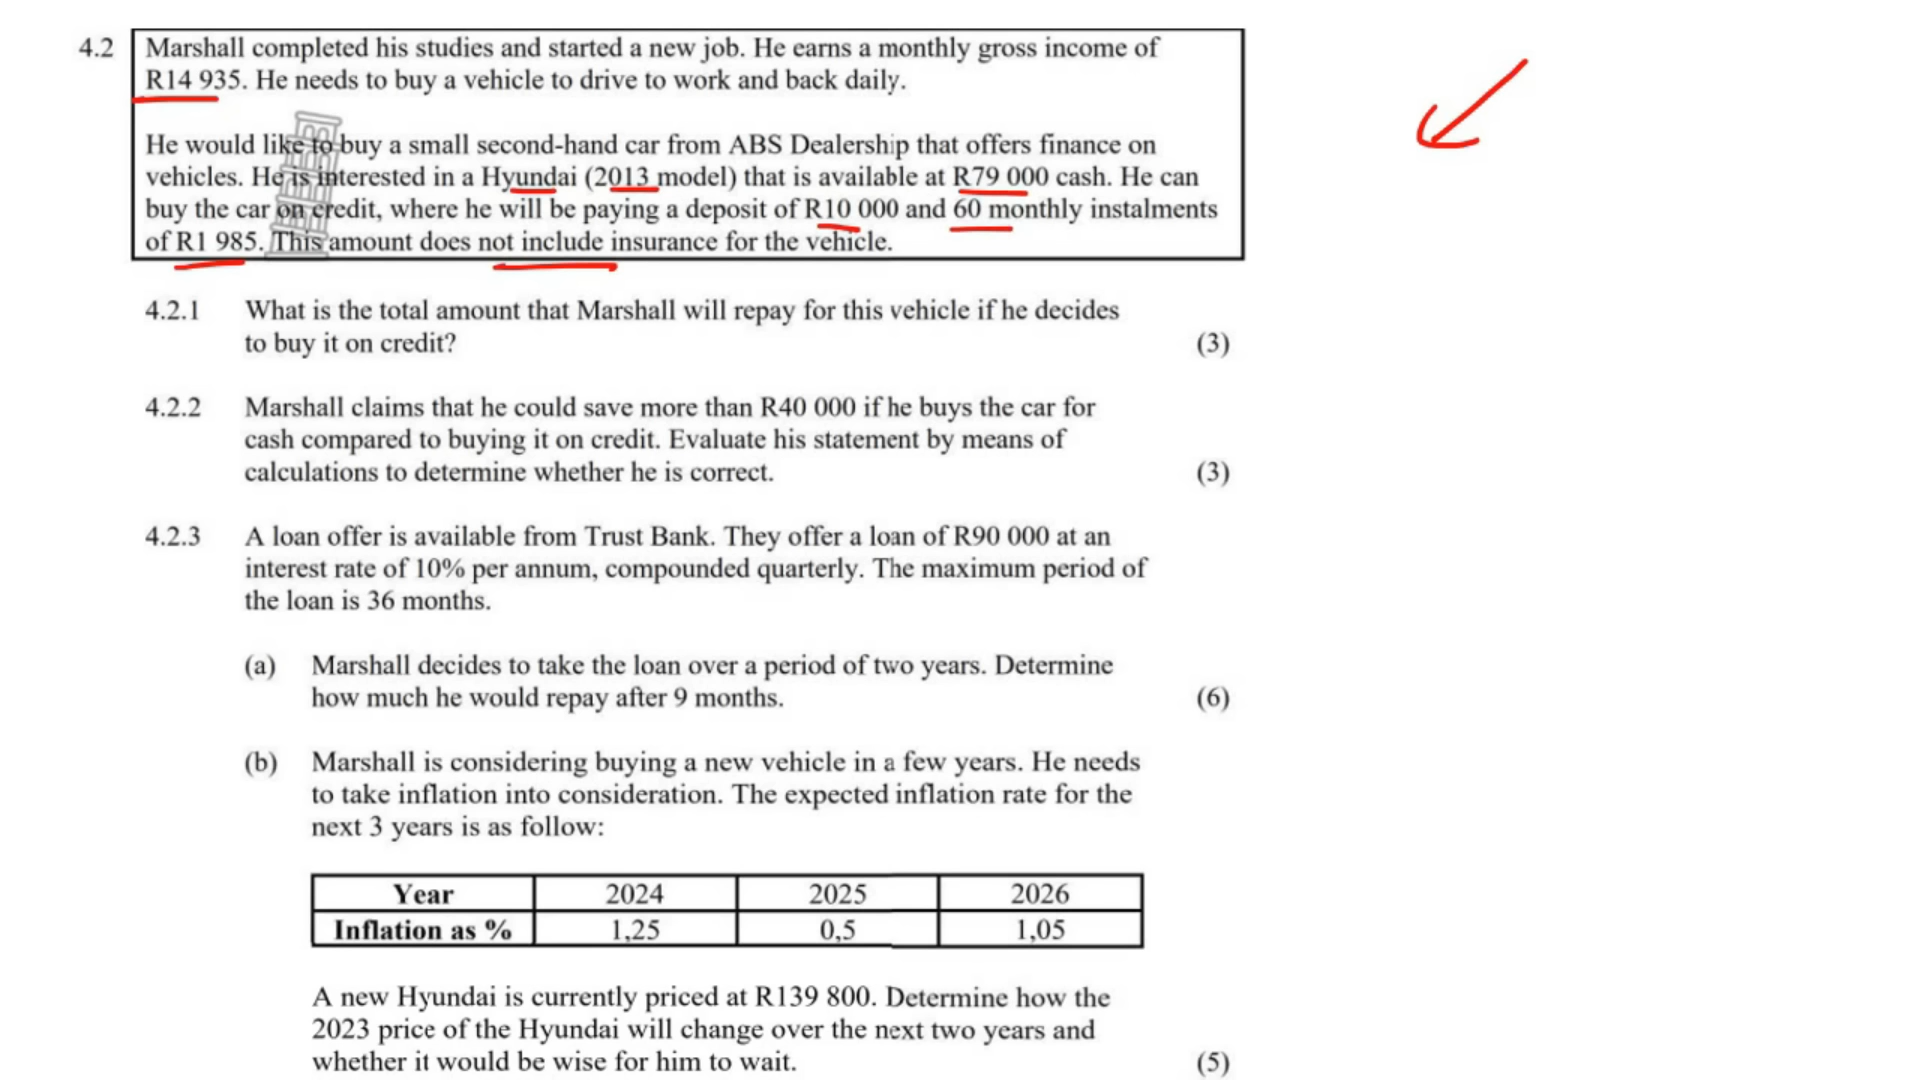 4.2 Marshall completed his studies and started a new job. He earns a monthly gross income of
R14 935. He needs to buy a vehicle to drive to work and back daily.
He would like to buy a small second-hand car from ABS Dealership that offers finance on
vehicles. He is interested in a Hyundai (2013 model) that is available at R79 000 cash. He can
buy the car on credit, where he will be paying a deposit of R10 000 and 60 monthly instalments
of R1 985. This amount does not include insurance for the vehicle.
4.2.1 What is the total amount that Marshall will repay for this vehicle if he decides
to buy it on credit? (3)
4.2.2 Marshall claims that he could save more than R40 000 if he buys the car for
cash compared to buying it on credit. Evaluate his statement by means of
calculations to determine whether he is correct. (3)
4.2.3 A loan offer is available from Trust Bank. They offer a loan of R90 000 at an
interest rate of 10% per annum, compounded quarterly. The maximum period of
the loan is 36 months.
(a) Marshall decides to take the loan over a period of two years. Determine
how much he would repay after 9 months. (6)
(b) Marshall is considering buying a new vehicle in a few years. He needs
to take inflation into consideration. The expected inflation rate for the
next 3 years is as follow:
Year 2024 2025 2026
Inflation as % 1,25 0,5 1,05
A new Hyundai is currently priced at R139 800. Determine how the
2023 price of the Hyundai will change over the next two years and
whether it would be wise for him to wait. (5)